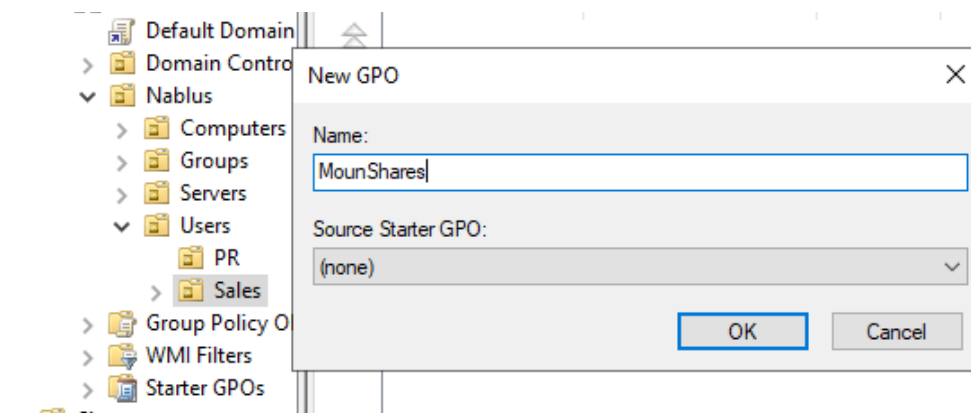 Default Domain
Domain Contro
Nablus
Computers
Groups
Servers
Users
PR
Sales
Group Policy O
WMI Filters
Starter GPOs
New GPO
Name:
MounShares
Source Starter GPO:
(none)
OK
Cancel